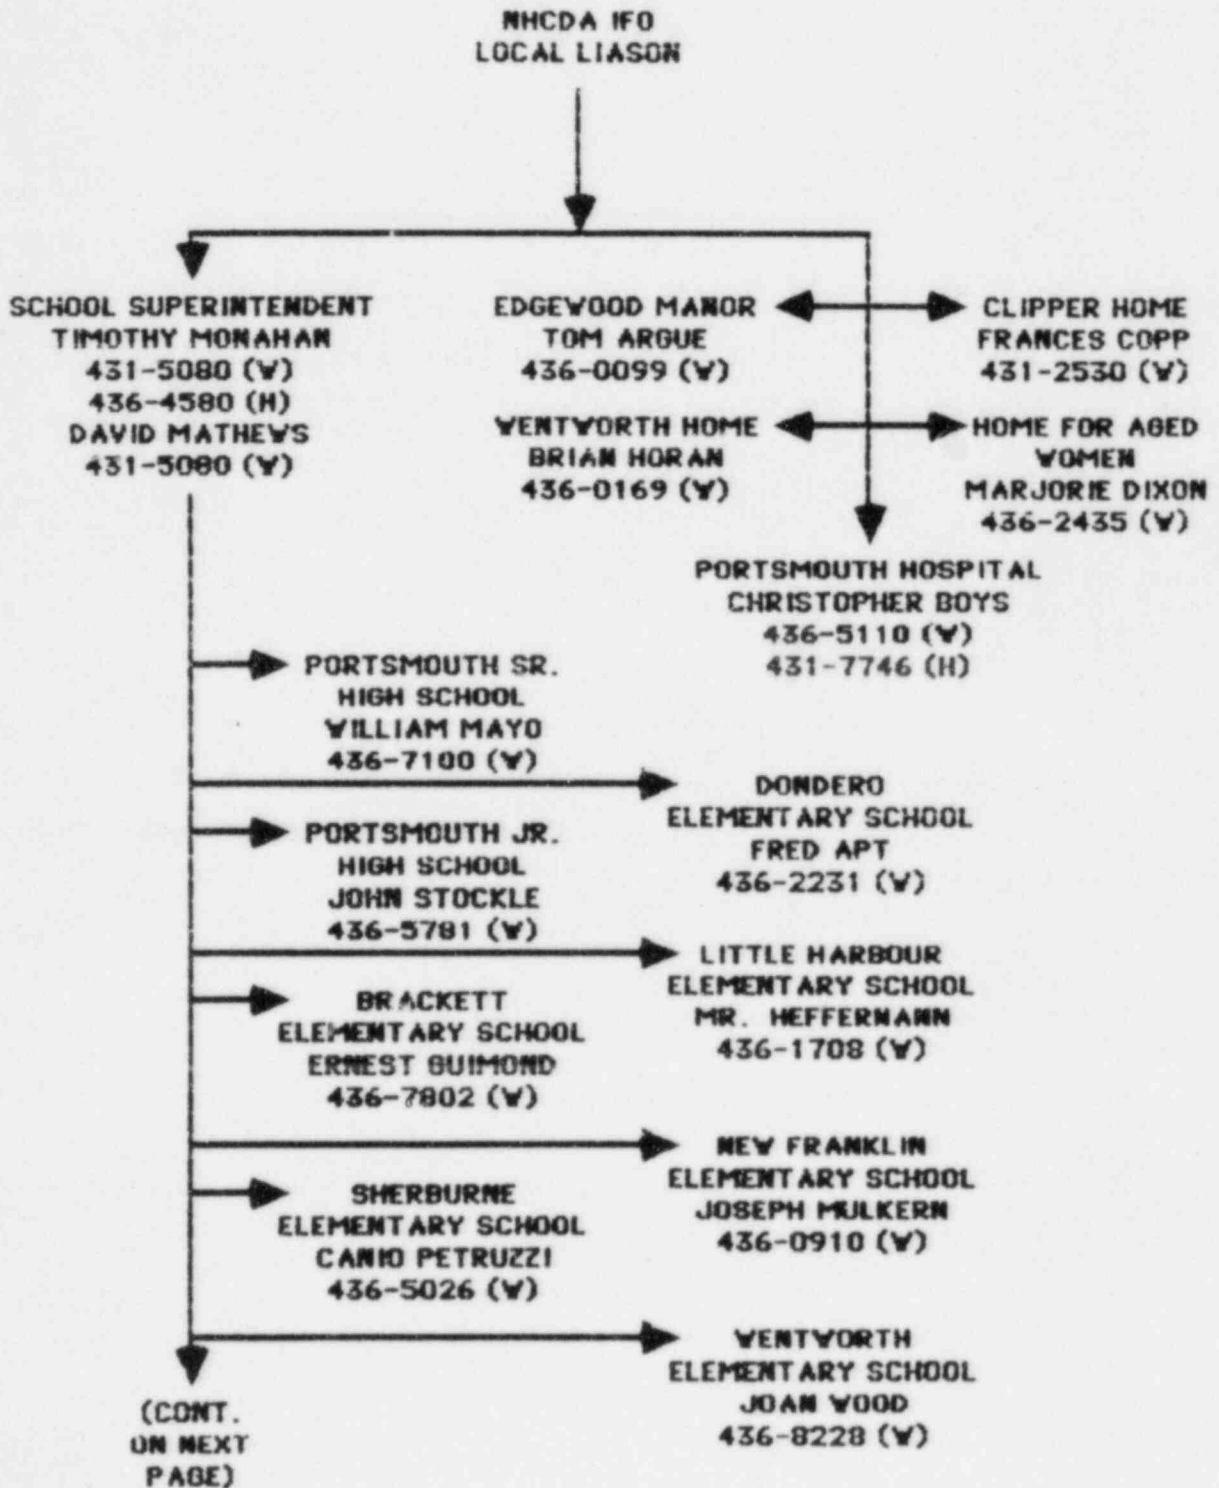 NHCDA IFO
LOCAL LIASON
SCHOOL SUPERINTENDENT
TIMOTHY MONAHAN
431-5080 (W)
436-4580 (H)
DAVID MATHEWS
431-5080 (W)
EDGEWOOD MANOR
TOM ARGUE
436-0099 (W)
CLIPPER HOME
FRANCES COPP
431-2530 (W)
WENTWORTH HOME
BRIAN HORAN
436-0169 (W)
HOME FOR AGED
WOMEN
MARJORIE DIXON
436-2435 (W)
PORTSMOUTH HOSPITAL
CHRISTOPHER BOYS
436-5110 (W)
431-7746 (H)
PORTSMOUTH SR.
HIGH SCHOOL
WILLIAM MAYO
436-7100 (W)
DONDERO
ELEMENTARY SCHOOL
FRED APT
436-2231 (W)
PORTSMOUTH JR.
HIGH SCHOOL
JOHN STOCKLE
436-5781 (W)
LITTLE HARBOUR
ELEMENTARY SCHOOL
MR. HEFFERNANN
436-1708 (W)
BRACKETT
ELEMENTARY SCHOOL
ERNEST GUIMOND
436-7802 (W)
NEW FRANKLIN
ELEMENTARY SCHOOL
JOSEPH MULKERN
436-0910 (W)
SHERBURNE
ELEMENTARY SCHOOL
CANIO PETRUZZI
436-5026 (W)
WENTWORTH
ELEMENTARY SCHOOL
JOAN WOOD
436-8228 (W)
(CONT.
ON NEXT
PAGE)